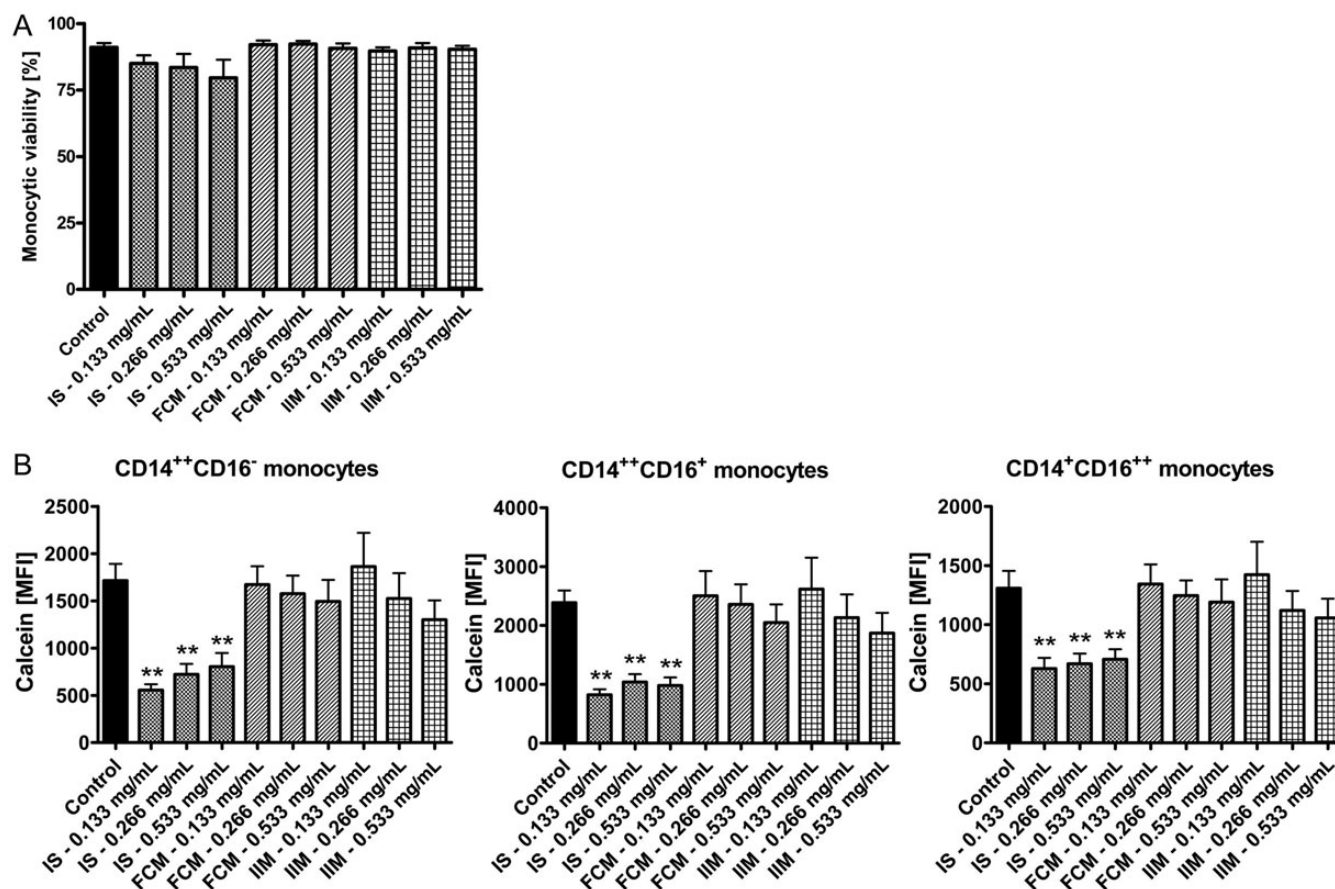 A
Monocytic viability [%]
100
75
50
25
0
Control
IS - 0.133 mg/mL
IS - 0.266 mg/mL
IS - 0.533 mg/mL
FCM - 0.133 mg/mL
FCM - 0.266 mg/mL
FCM - 0.533 mg/mL
IIM - 0.133 mg/mL
IIM - 0.266 mg/mL
IIM - 0.533 mg/mL
B
CD14⁺⁺CD16⁻ monocytes
Calcein [MFI]
2500
2000
1500
1000
500
0
** ** **
Control
IS - 0.133 mg/mL
IS - 0.266 mg/mL
IS - 0.533 mg/mL
FCM - 0.133 mg/mL
FCM - 0.266 mg/mL
FCM - 0.533 mg/mL
IIM - 0.133 mg/mL
IIM - 0.266 mg/mL
IIM - 0.533 mg/mL
CD14⁺⁺CD16⁺ monocytes
Calcein [MFI]
4000
3000
2000
1000
0
** ** **
Control
IS - 0.133 mg/mL
IS - 0.266 mg/mL
IS - 0.533 mg/mL
FCM - 0.133 mg/mL
FCM - 0.266 mg/mL
FCM - 0.533 mg/mL
IIM - 0.133 mg/mL
IIM - 0.266 mg/mL
IIM - 0.533 mg/mL
CD14⁺CD16⁺⁺ monocytes
Calcein [MFI]
2000
1500
1000
500
0
** ** **
Control
IS - 0.133 mg/mL
IS - 0.266 mg/mL
IS - 0.533 mg/mL
FCM - 0.133 mg/mL
FCM - 0.266 mg/mL
FCM - 0.533 mg/mL
IIM - 0.133 mg/mL
IIM - 0.266 mg/mL
IIM - 0.533 mg/mL